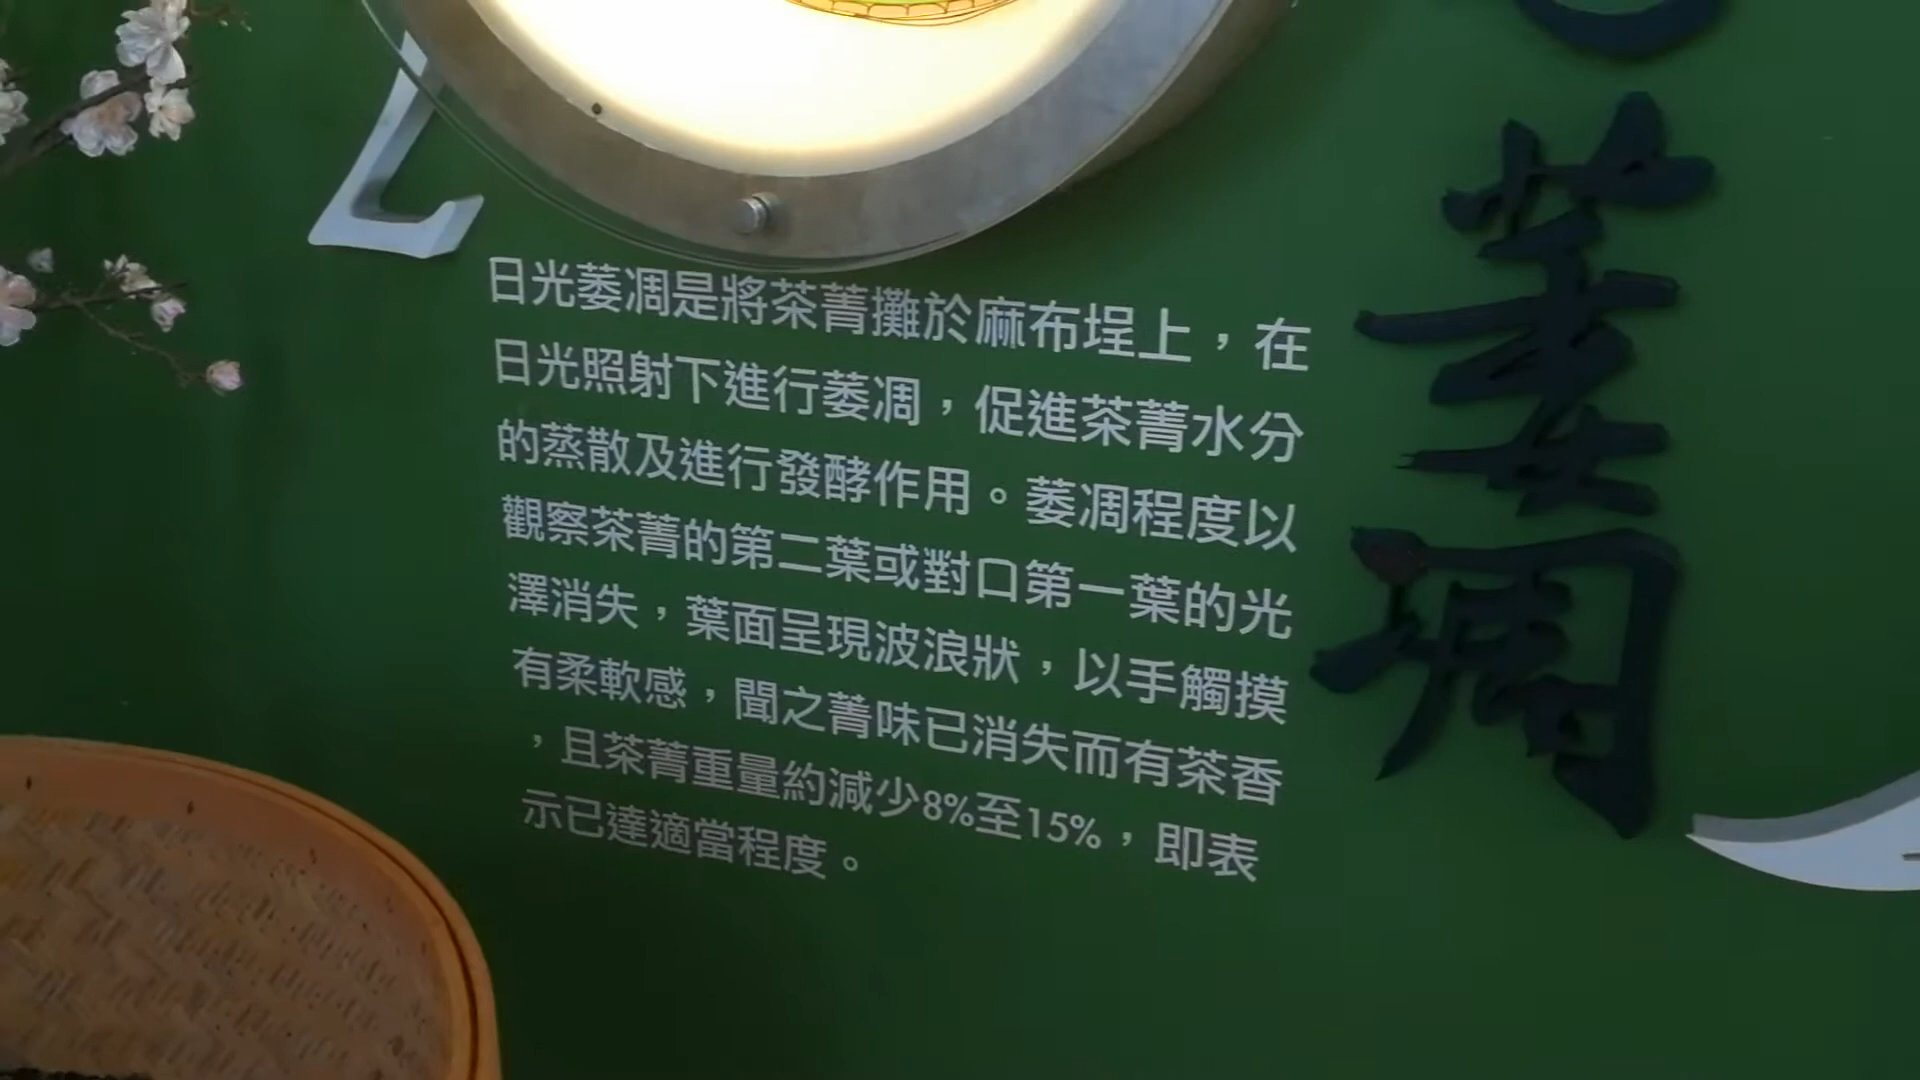 萎凋
日光萎凋是將茶菁攤於麻布埕上，在
日光照射下進行萎凋，促進茶菁水分
的蒸散及進行發酵作用。萎凋程度以
觀察茶菁的第二葉或對口第一葉的光
澤消失，葉面呈現波浪狀，以手觸摸
有柔軟感，聞之菁味已消失而有茶香
，且茶菁重量約減少8%至15%，即表
示已達適當程度。